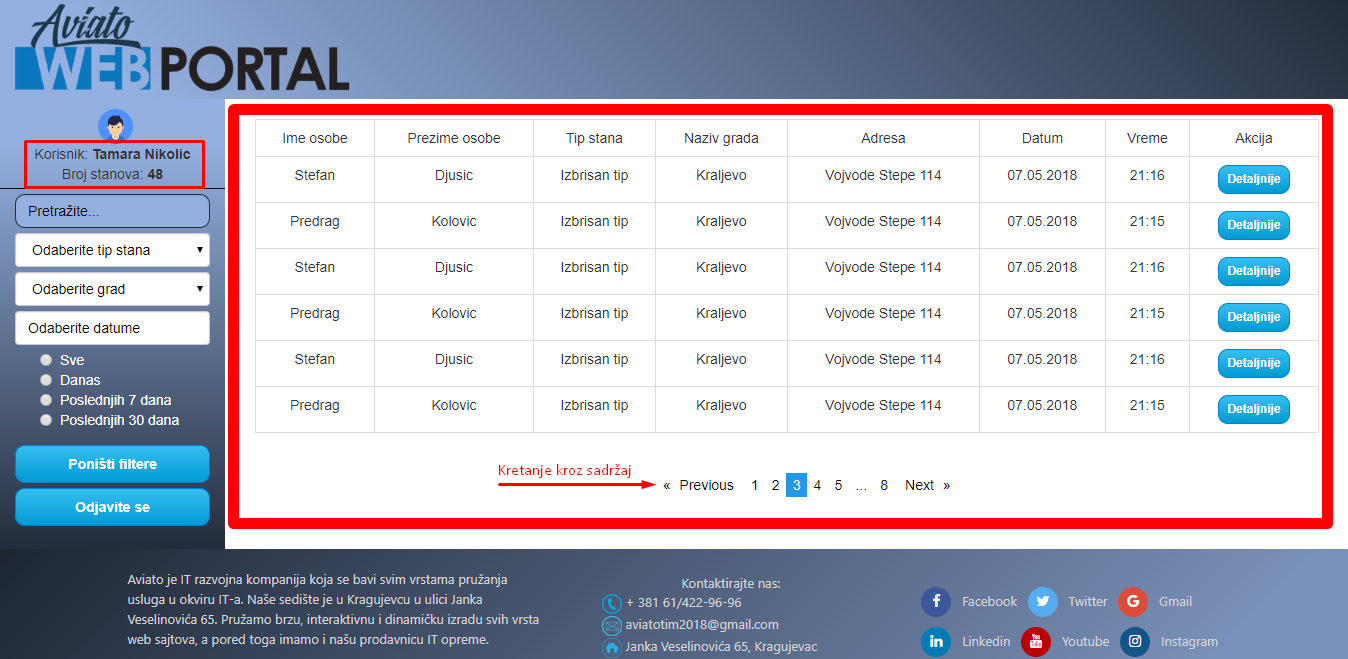 Aviato
WEB PORTAL
Korisnik: Tamara Nikolic
Broj stanova: 48
Pretražite...
Odaberite tip stana
Odaberite grad
Odaberite datume
Sve
Danas
Poslednjih 7 dana
Poslednjih 30 dana
Poništi filtere
Odjavite se
Ime osobe Prezime osobe Tip stana Naziv grada Adresa Datum Vreme Akcija
Stefan Djusic Izbrisan tip Kraljevo Vojvode Stepe 114 07.05.2018 21:16 Detaljnije
Predrag Kolovic Izbrisan tip Kraljevo Vojvode Stepe 114 07.05.2018 21:15 Detaljnije
Stefan Djusic Izbrisan tip Kraljevo Vojvode Stepe 114 07.05.2018 21:16 Detaljnije
Predrag Kolovic Izbrisan tip Kraljevo Vojvode Stepe 114 07.05.2018 21:15 Detaljnije
Stefan Djusic Izbrisan tip Kraljevo Vojvode Stepe 114 07.05.2018 21:16 Detaljnije
Predrag Kolovic Izbrisan tip Kraljevo Vojvode Stepe 114 07.05.2018 21:15 Detaljnije
Kretanje kroz sadržaj
« Previous 1 2 3 4 5 ... 8 Next »
Aviato je IT razvojna kompanija koja se bavi svim vrstama pružanja
usluga u okviru IT-a. Naše sedište je u Kragujevcu u ulici Janka
Veselinovića 65. Pružamo brzu, interaktivnu i dinamičku izradu svih vrsta
web sajtova, a pored toga imamo i našu prodavnicu IT opreme.
Kontaktirajte nas:
+ 381 61/422-96-96
aviatotim2018@gmail.com
Janka Veselinovića 65, Kragujevac
Facebook Twitter Gmail
Linkedin Youtube Instagram